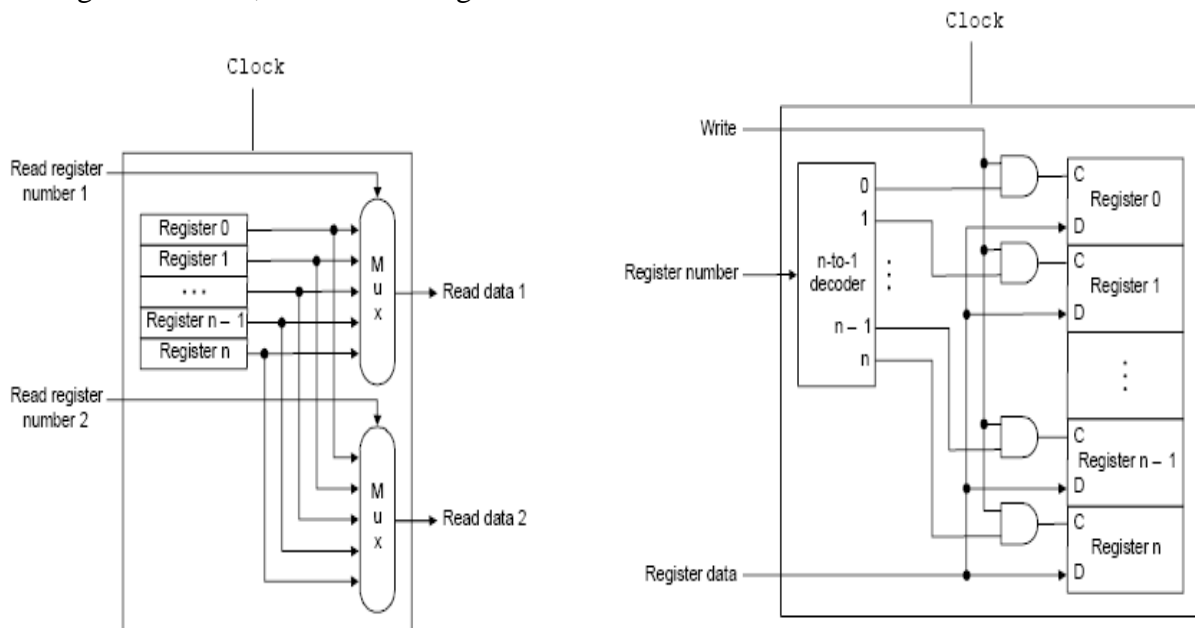 Clock
Read register
number 1
Register 0
Register 1
...
Register n – 1
Register n
M
u
x
Read data 1
Read register
number 2
M
u
x
Read data 2
Clock
Write
0
1
n-to-1
decoder
⋮
n – 1
n
Register number
C
Register 0
D
C
Register 1
D
⋮
C
Register n – 1
D
C
Register n
D
Register data